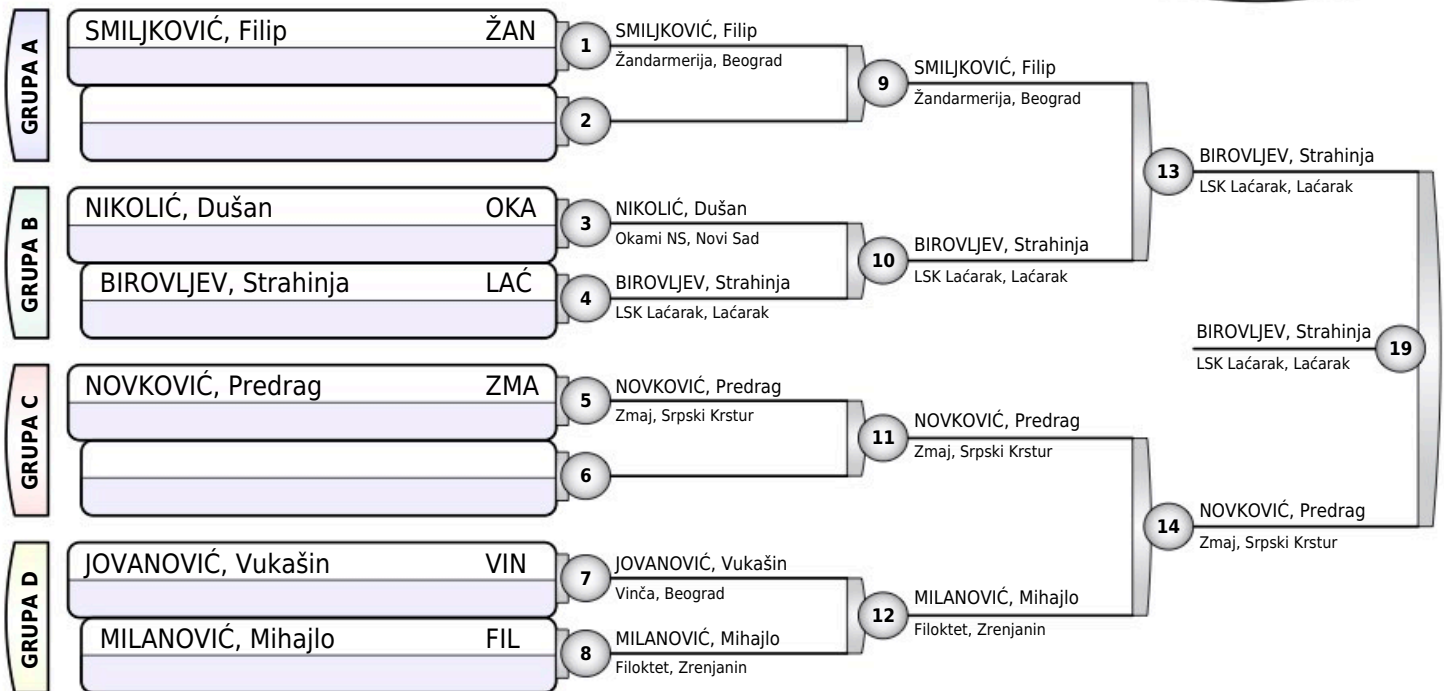 GRUPA A
SMILJKOVIĆ, Filip ŽAN
1
SMILJKOVIĆ, Filip
Žandarmerija, Beograd
2
9
SMILJKOVIĆ, Filip
Žandarmerija, Beograd
GRUPA B
NIKOLIĆ, Dušan OKA
3
NIKOLIĆ, Dušan
Okami NS, Novi Sad
BIROVLJEV, Strahinja LAĆ
4
BIROVLJEV, Strahinja
LSK Laćarak, Laćarak
10
BIROVLJEV, Strahinja
LSK Laćarak, Laćarak
13
BIROVLJEV, Strahinja
LSK Laćarak, Laćarak
GRUPA C
NOVKOVIĆ, Predrag ZMA
5
NOVKOVIĆ, Predrag
Zmaj, Srpski Krstur
6
11
NOVKOVIĆ, Predrag
Zmaj, Srpski Krstur
GRUPA D
JOVANOVIĆ, Vukašin VIN
7
JOVANOVIĆ, Vukašin
Vinča, Beograd
MILANOVIĆ, Mihajlo FIL
8
MILANOVIĆ, Mihajlo
Filoktet, Zrenjanin
12
MILANOVIĆ, Mihajlo
Filoktet, Zrenjanin
14
NOVKOVIĆ, Predrag
Zmaj, Srpski Krstur
BIROVLJEV, Strahinja
LSK Laćarak, Laćarak
19